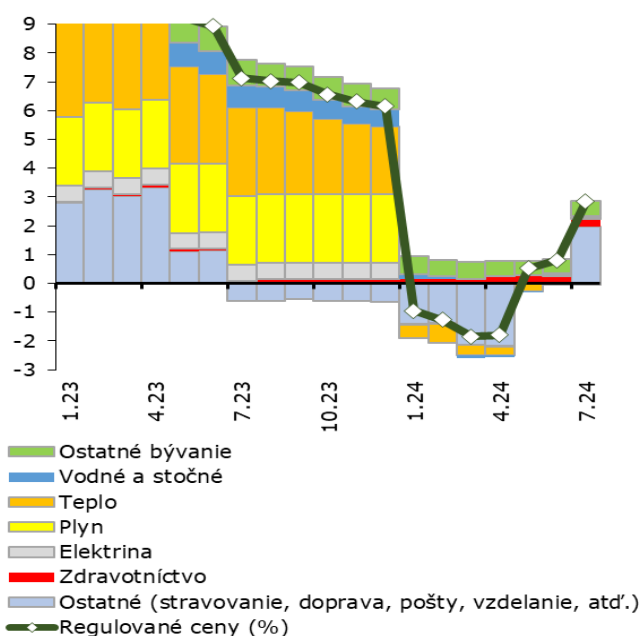 9
8
7
6
5
4
3
2
1
0
-1
-2
-3
1.23
4.23
7.23
10.23
1.24
4.24
7.24
Ostatné bývanie
Vodné a stočné
Teplo
Plyn
Elektrina
Zdravotníctvo
Ostatné (stravovanie, doprava, pošty, vzdelanie, atď.)
Regulované ceny (%)